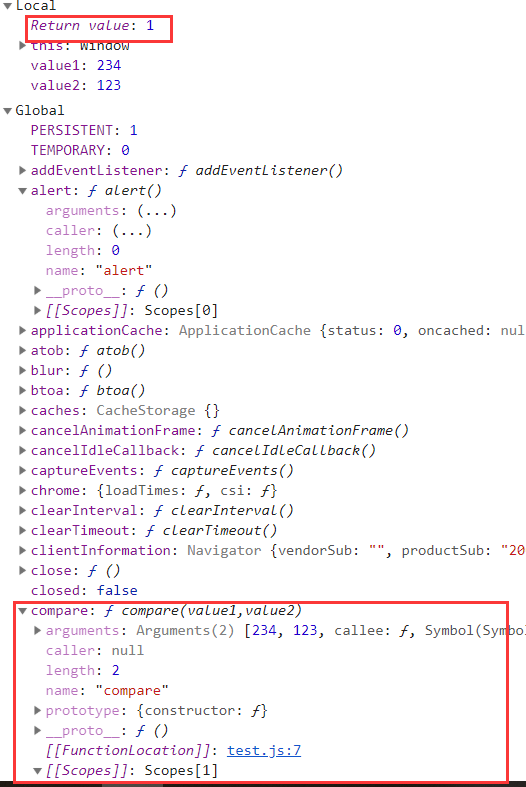 Local
Return value: 1
this: Window
value1: 234
value2: 123
Global
PERSISTENT: 1
TEMPORARY: 0
addEventListener: ƒ addEventListener()
alert: ƒ alert()
arguments: (...)
caller: (...)
length: 0
name: "alert"
__proto__: ƒ ()
[[Scopes]]: Scopes[0]
applicationCache: ApplicationCache {status: 0, oncached: nul
atob: ƒ atob()
blur: ƒ ()
btoa: ƒ btoa()
caches: CacheStorage {}
cancelAnimationFrame: ƒ cancelAnimationFrame()
cancelIdleCallback: ƒ cancelIdleCallback()
captureEvents: ƒ captureEvents()
chrome: {loadTimes: ƒ, csi: ƒ}
clearInterval: ƒ clearInterval()
clearTimeout: ƒ clearTimeout()
clientInformation: Navigator {vendorSub: "", productSub: "20
close: ƒ ()
closed: false
compare: ƒ compare(value1,value2)
arguments: Arguments(2) [234, 123, callee: ƒ, Symbol(Symbo
caller: null
length: 2
name: "compare"
prototype: {constructor: ƒ}
__proto__: ƒ ()
[[FunctionLocation]]: test.js:7
[[Scopes]]: Scopes[1]